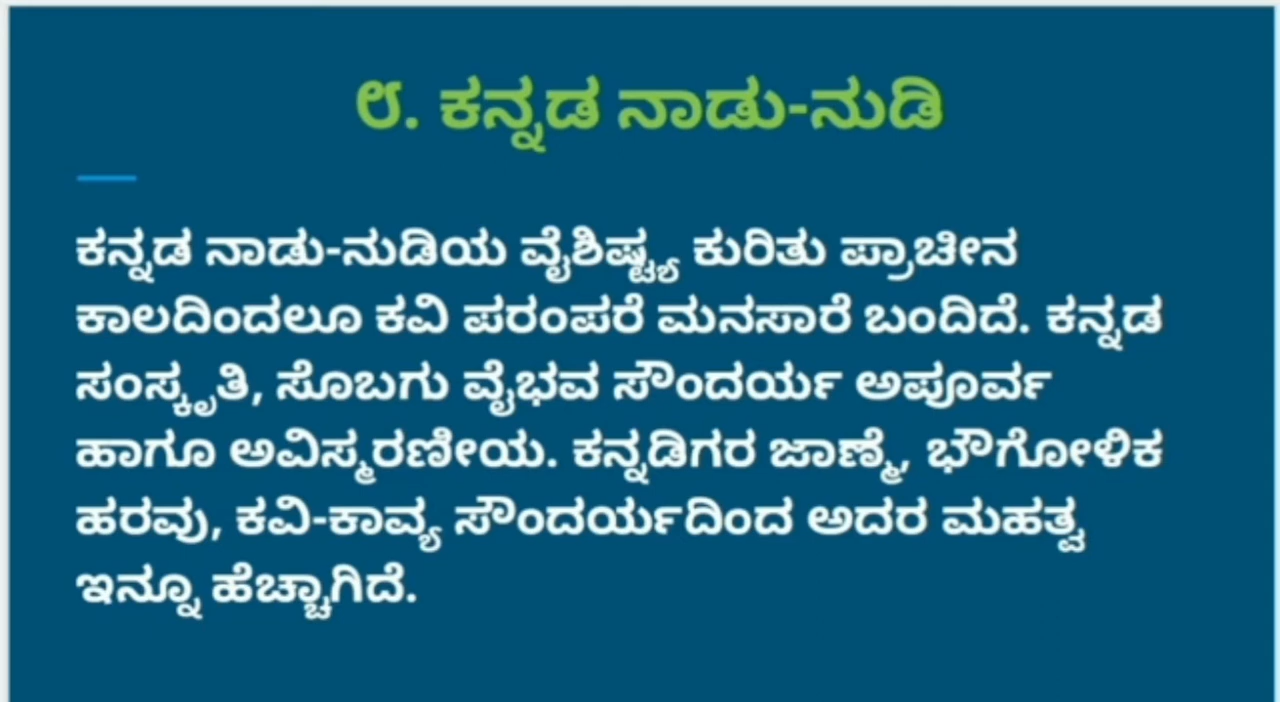 ೮. ಕನ್ನಡ ನಾಡು-ನುಡಿ
ಕನ್ನಡ ನಾಡು-ನುಡಿಯ ವೈಶಿಷ್ಟ್ಯ ಕುರಿತು ಪ್ರಾಚೀನ
ಕಾಲದಿಂದಲೂ ಕವಿ ಪರಂಪರೆ ಮನಸಾರೆ ಬಂದಿದೆ. ಕನ್ನಡ
ಸಂಸ್ಕೃತಿ, ಸೊಬಗು ವೈಭವ ಸೌಂದರ್ಯ ಅಪೂರ್ವ
ಹಾಗೂ ಅವಿಸ್ಮರಣೀಯ. ಕನ್ನಡಿಗರ ಜಾಣ್ಮೆ, ಭೌಗೋಳಿಕ
ಹರವು, ಕವಿ-ಕಾವ್ಯ ಸೌಂದರ್ಯದಿಂದ ಅದರ ಮಹತ್ವ
ಇನ್ನೂ ಹೆಚ್ಚಾಗಿದೆ.